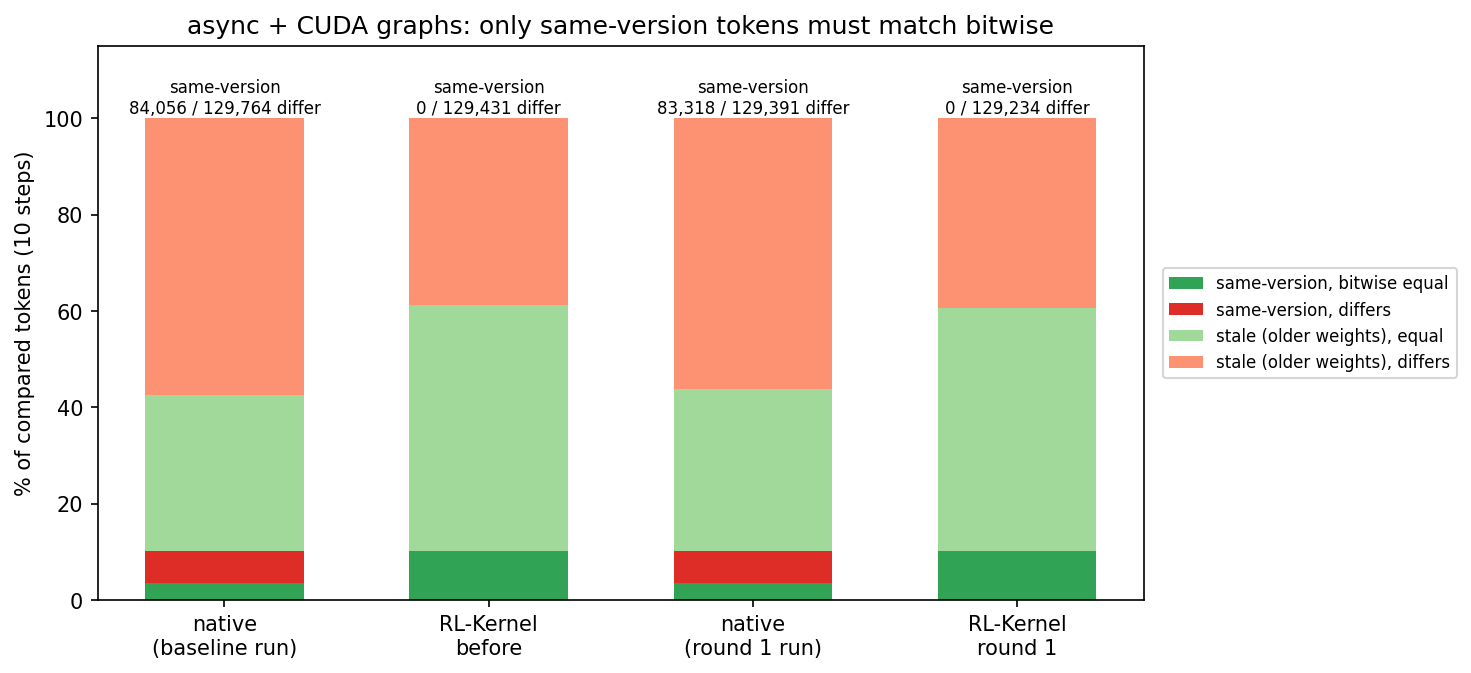 async + CUDA graphs: only same-version tokens must match bitwise
same-version
84,056 / 129,764 differ
same-version
0 / 129,431 differ
same-version
83,318 / 129,391 differ
same-version
0 / 129,234 differ
% of compared tokens (10 steps)
100
80
60
40
20
0
native
(baseline run)
RL-Kernel
before
native
(round 1 run)
RL-Kernel
round 1
same-version, bitwise equal
same-version, differs
stale (older weights), equal
stale (older weights), differs